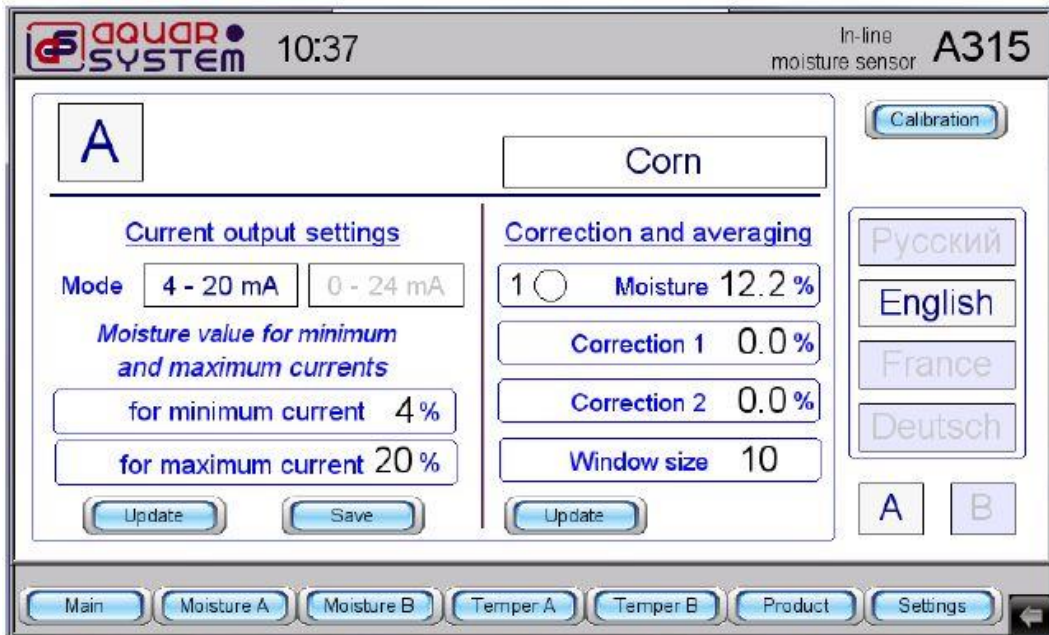 AQUAR SYSTEM
10:37
In-line moisture sensor
A315
A
Corn
Calibration
Current output settings
Mode 4 - 20 mA 0 - 24 mA
Moisture value for minimum
and maximum currents
for minimum current 4 %
for maximum current 20 %
Update Save
Correction and averaging
1 Moisture 12.2 %
Correction 1 0.0 %
Correction 2 0.0 %
Window size 10
Update
Русский
English
France
Deutsch
A B
Main Moisture A Moisture B Temper A Temper B Product Settings